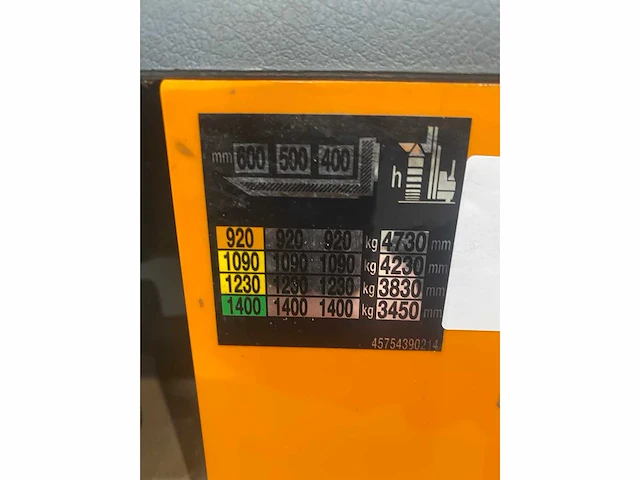 mm 600 500 400
h
920 920 920 kg 4730 mm
1090 1090 1090 kg 4230 mm
1230 1230 1230 kg 3830 mm
1400 1400 1400 kg 3450 mm
45754390214